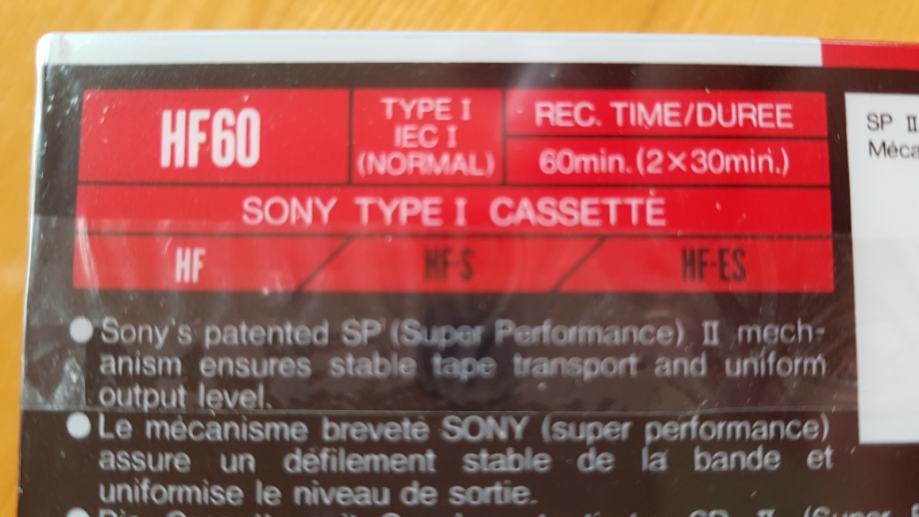 HF60
TYPE I
IEC I
(NORMAL)
REC. TIME/DUREE
60min. (2×30min.)
SONY TYPE I CASSETTE
HF
HF-S
HF-ES
●Sony's patented SP (Super Performance) II mech-
anism ensures stable tape transport and uniform
output level.
●Le mécanisme breveté SONY (super performance)
assure un défilement stable de la bande et
uniformise le niveau de sortie.
SP II